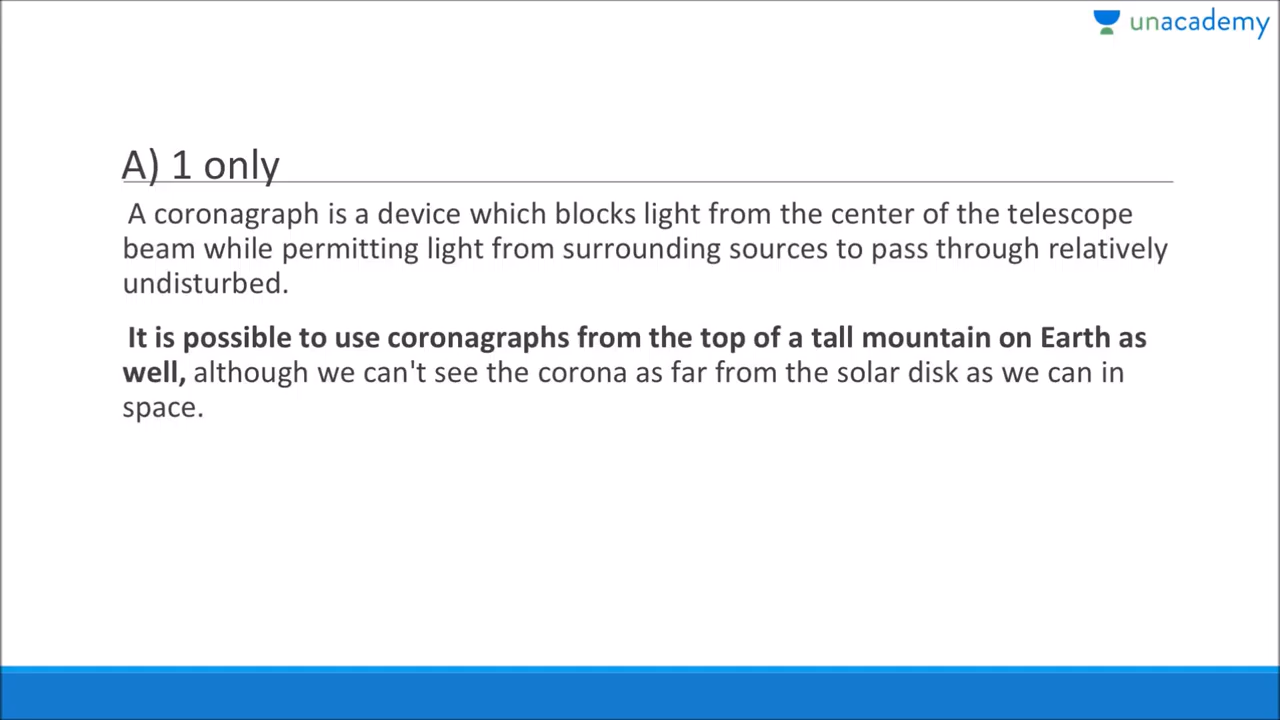 unacademy
A) 1 only
A coronagraph is a device which blocks light from the center of the telescope
beam while permitting light from surrounding sources to pass through relatively
undisturbed.
It is possible to use coronagraphs from the top of a tall mountain on Earth as
well, although we can't see the corona as far from the solar disk as we can in
space.